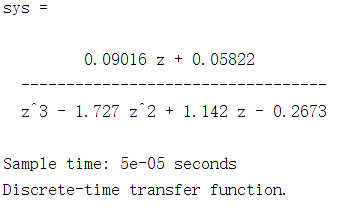 sys =
0.09016 z + 0.05822
---------------------------------
z^3 - 1.727 z^2 + 1.142 z - 0.2673
Sample time: 5e-05 seconds
Discrete-time transfer function.